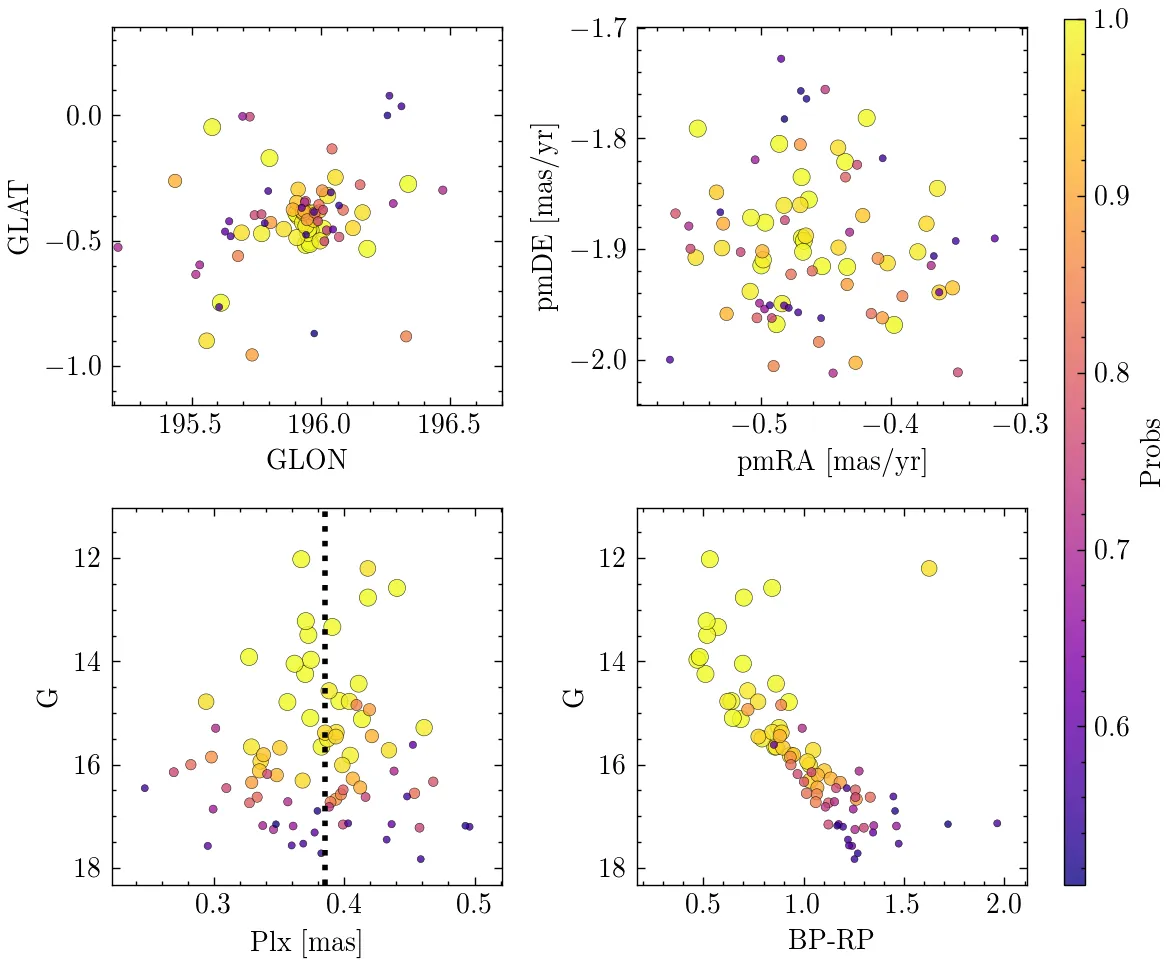 0.0
−0.5
−1.0
GLAT
195.5 196.0 196.5
GLON
−1.7
−1.8
−1.9
−2.0
pmDE [mas/yr]
−0.5 −0.4 −0.3
pmRA [mas/yr]
12
14
16
18
G
0.3 0.4 0.5
Plx [mas]
12
14
16
18
G
0.5 1.0 1.5 2.0
BP-RP
1.0
0.9
0.8
0.7
0.6
Probs